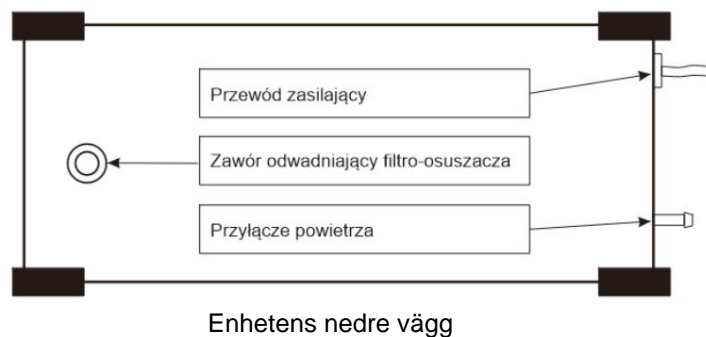 Przewód zasilający
Zawór odwadniający filtro-osuszacza
Przyłącze powietrza
Enhetens nedre vägg